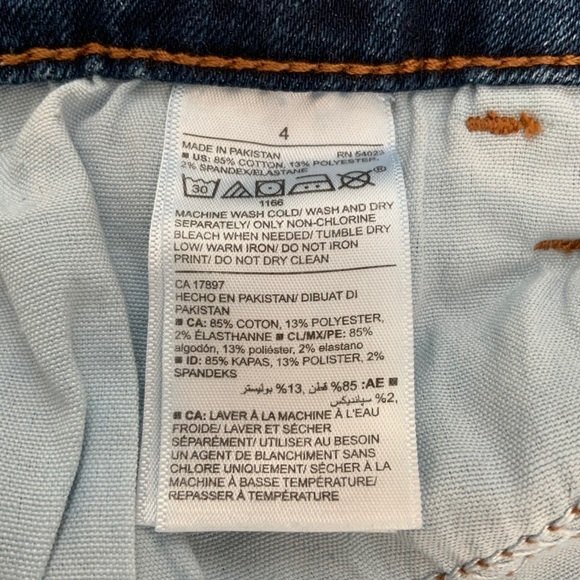 4
MADE IN PAKISTAN RN 54023
■ US: 85% COTTON, 13% POLYESTER,
2% SPANDEX/ELASTANE
30
1166
MACHINE WASH COLD/ WASH AND DRY
SEPARATELY/ ONLY NON-CHLORINE
BLEACH WHEN NEEDED/ TUMBLE DRY
LOW/ WARM IRON/ DO NOT IRON
PRINT/ DO NOT DRY CLEAN
CA 17897
HECHO EN PAKISTAN/ DIBUAT DI
PAKISTAN
■ CA: 85% COTON, 13% POLYESTER,
2% ÉLASTHANNE ■ CL/MX/PE: 85%
algodón, 13% poliéster, 2% elastano
■ ID: 85% KAPAS, 13% POLISTER, 2%
SPANDEKS
■ AE: 85% قطن, 13% بوليستر
2%, سپاندیکس
■ CA: LAVER À LA MACHINE À L'EAU
FROIDE/ LAVER ET SÉCHER
SÉPARÉMENT/ UTILISER AU BESOIN
UN AGENT DE BLANCHIMENT SANS
CHLORE UNIQUEMENT/ SÉCHER À LA
MACHINE À BASSE TEMPÉRATURE/
REPASSER À TEMPÉRATURE